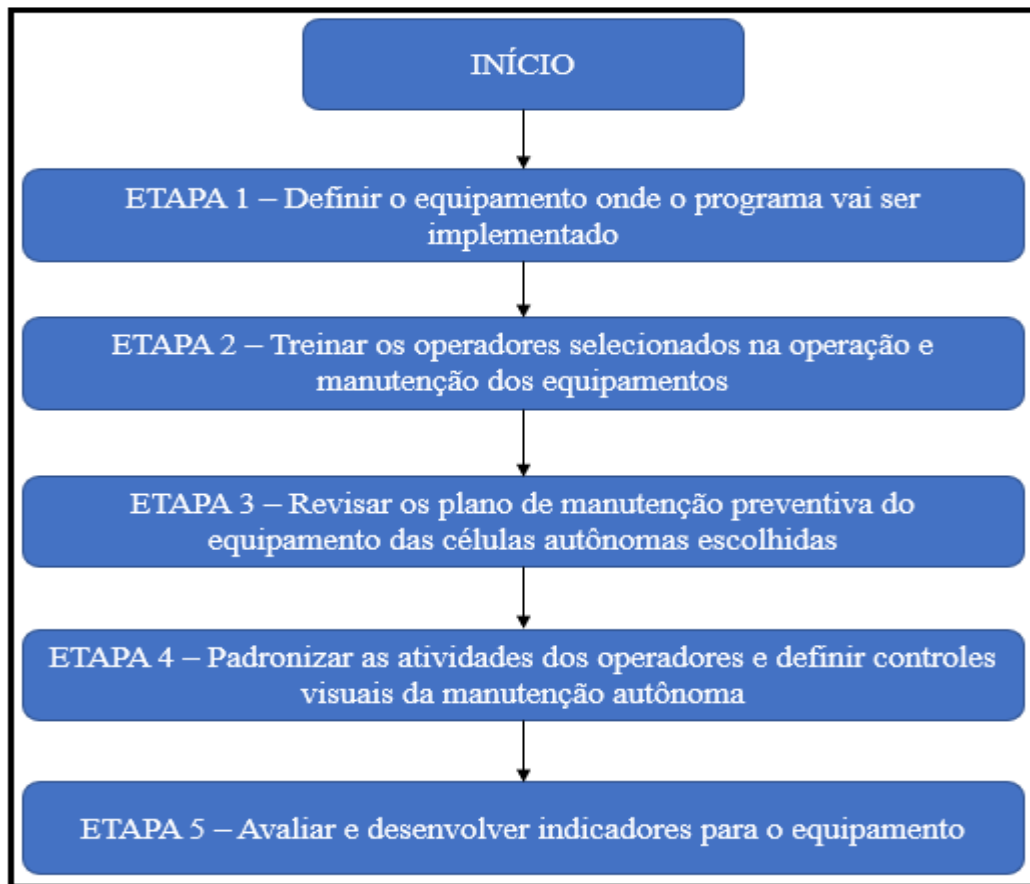 INÍCIO
ETAPA 1 – Definir o equipamento onde o programa vai ser
implementado
ETAPA 2 – Treinar os operadores selecionados na operação e
manutenção dos equipamentos
ETAPA 3 – Revisar os plano de manutenção preventiva do
equipamento das células autônomas escolhidas
ETAPA 4 – Padronizar as atividades dos operadores e definir controles
visuais da manutenção autônoma
ETAPA 5 – Avaliar e desenvolver indicadores para o equipamento